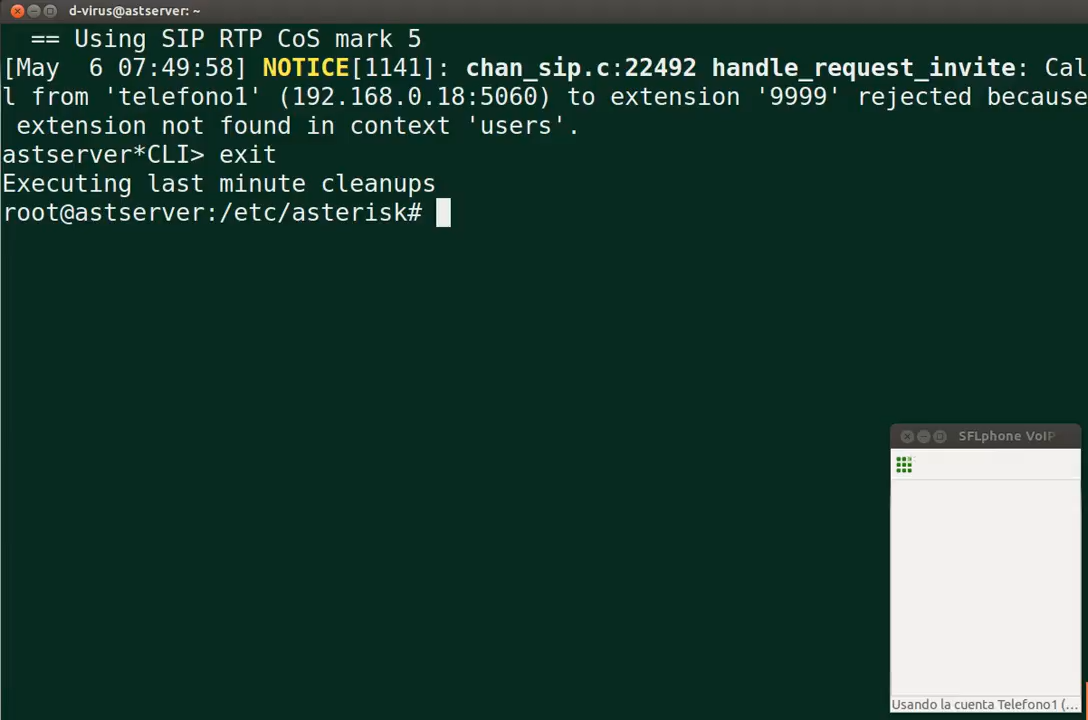 d-virus@astserver: ~
== Using SIP RTP CoS mark 5
[May  6 07:49:58] NOTICE[1141]: chan_sip.c:22492 handle_request_invite: Cal
l from 'telefono1' (192.168.0.18:5060) to extension '9999' rejected because
extension not found in context 'users'.
astserver*CLI> exit
Executing last minute cleanups
root@astserver:/etc/asterisk#
SFLphone VoIP
Usando la cuenta Telefono1 (...